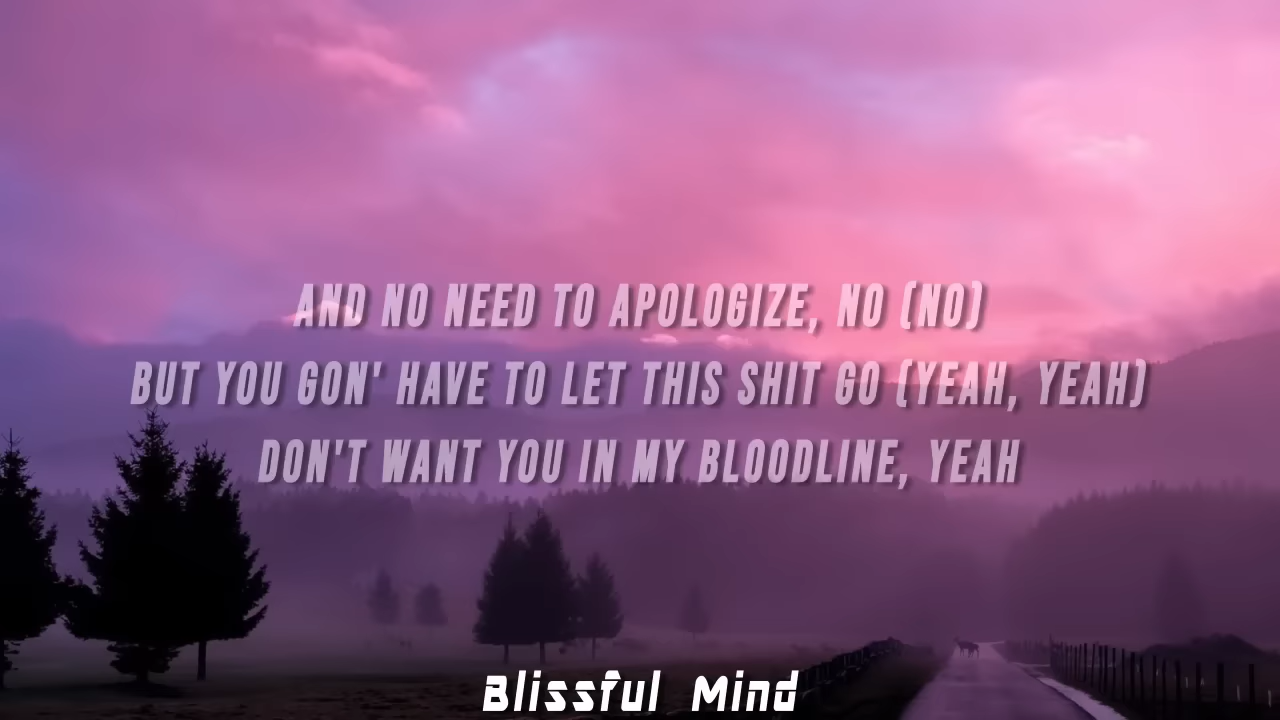 AND NO NEED TO APOLOGIZE, NO (NO)
BUT YOU GON' HAVE TO LET THIS SHIT GO (YEAH, YEAH)
DON'T WANT YOU IN MY BLOODLINE, YEAH
Blissful Mind